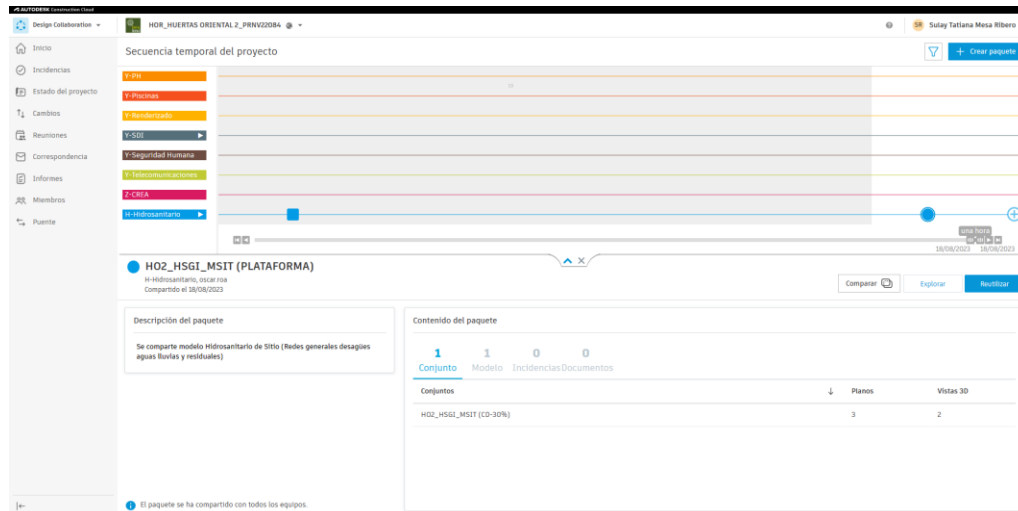 AUTODESK Construction Cloud
Design Collaboration
HOR_HUERTAS ORIENTAL 2_PRNV22084
SR Sulay Tatiana Mesa Ribero
Inicio
Incidencias
Estado del proyecto
Cambios
Reuniones
Correspondencia
Informes
Miembros
Puente
Secuencia temporal del proyecto
+ Crear paquete
Y-PH
Y-Piscinas
Y-Renderizado
Y-SDI
Y-Seguridad Humana
Y-Telecomunicaciones
Z-CREA
H-Hidrosanitario
una hora
18/08/2023 18/08/2023
HO2_HSGI_MSIT (PLATAFORMA)
H-Hidrosanitario, oscar.roa
Compartido el 18/08/2023
Comparar
Explorar
Reutilizar
Descripción del paquete
Se comparte modelo Hidrosanitario de Sitio (Redes generales desagües
aguas lluvias y residuales)
El paquete se ha compartido con todos los equipos.
Contenido del paquete
1 1 0 0
Conjunto Modelo Incidencias Documentos
Conjuntos Planos Vistas 3D
HO2_HSGI_MSIT (CD-30%) 3 2